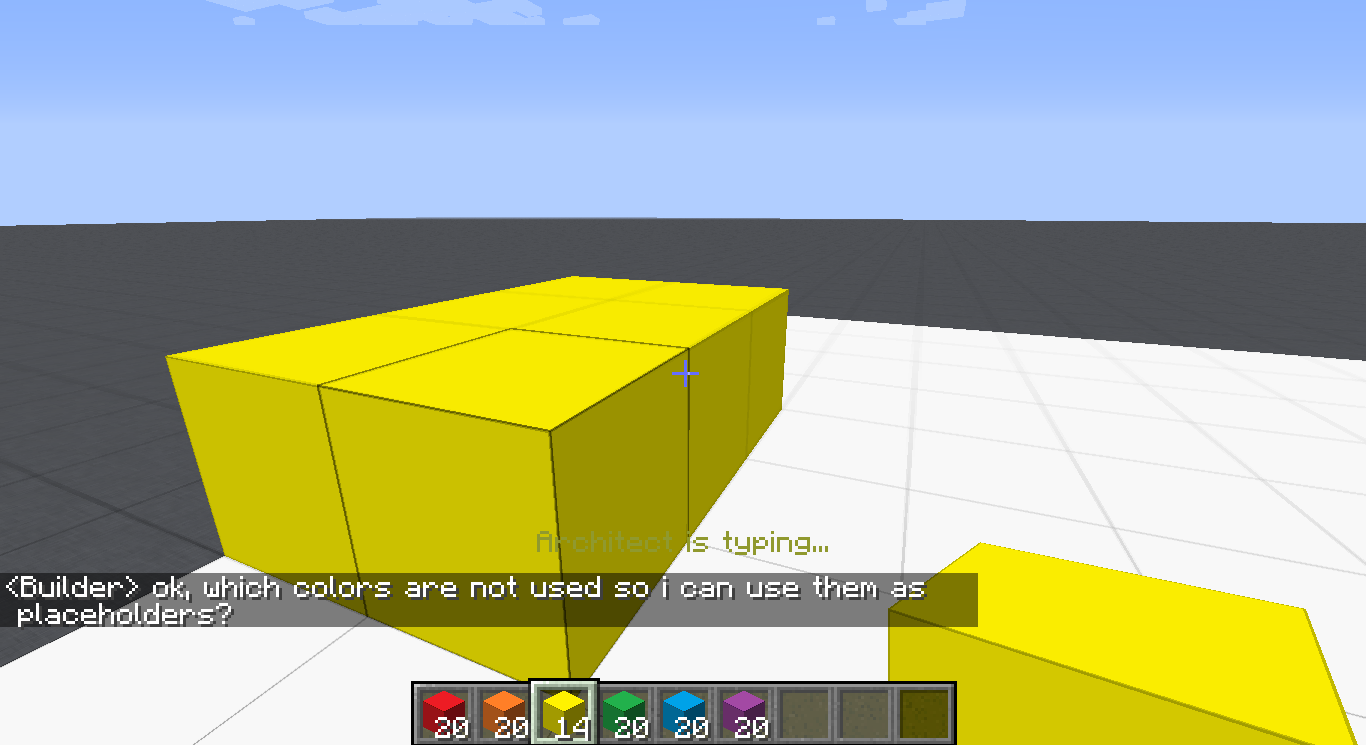 Architect is typing...
<Builder> ok, which colors are not used so i can use them as
placeholders?
20 20 14 20 20 20